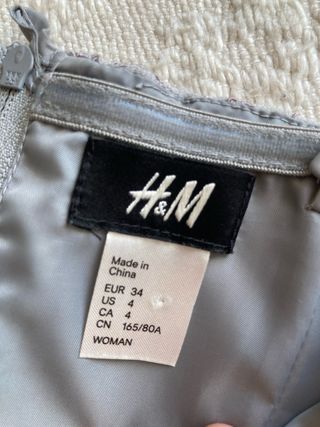 H&M
Made in
China
EUR 34
US 4
CA 4
CN 165/80A
WOMAN